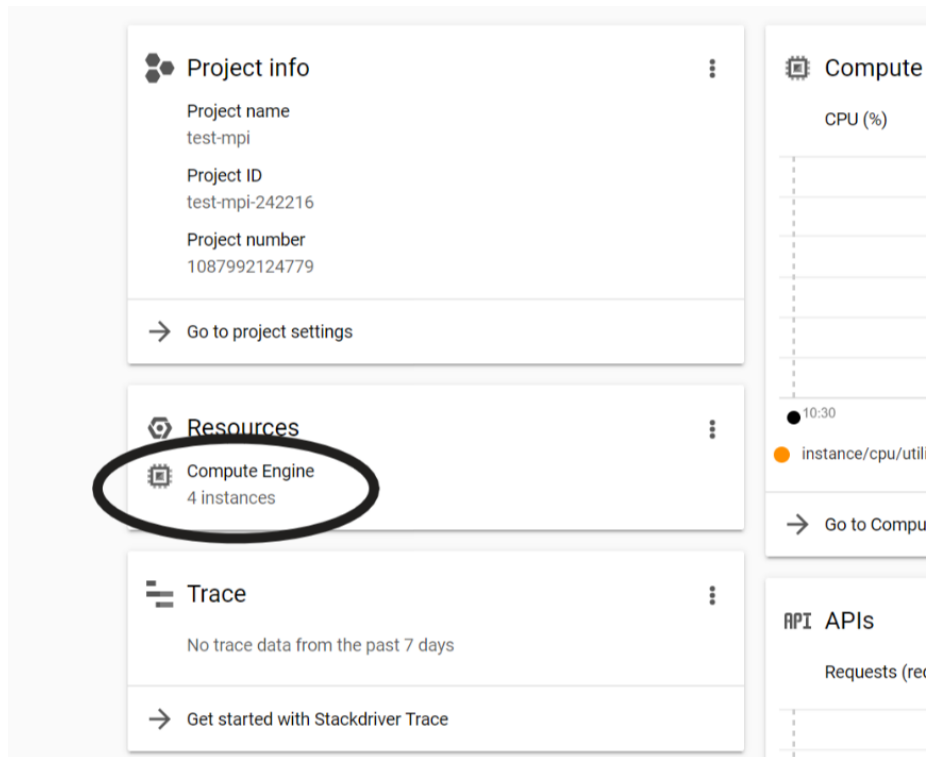 Project info
Project name
test-mpi
Project ID
test-mpi-242216
Project number
1087992124779
Go to project settings
Resources
Compute Engine
4 instances
Trace
No trace data from the past 7 days
Get started with Stackdriver Trace
Compute
CPU (%)
10:30
instance/cpu/utili
Go to Compu
API APIs
Requests (rec